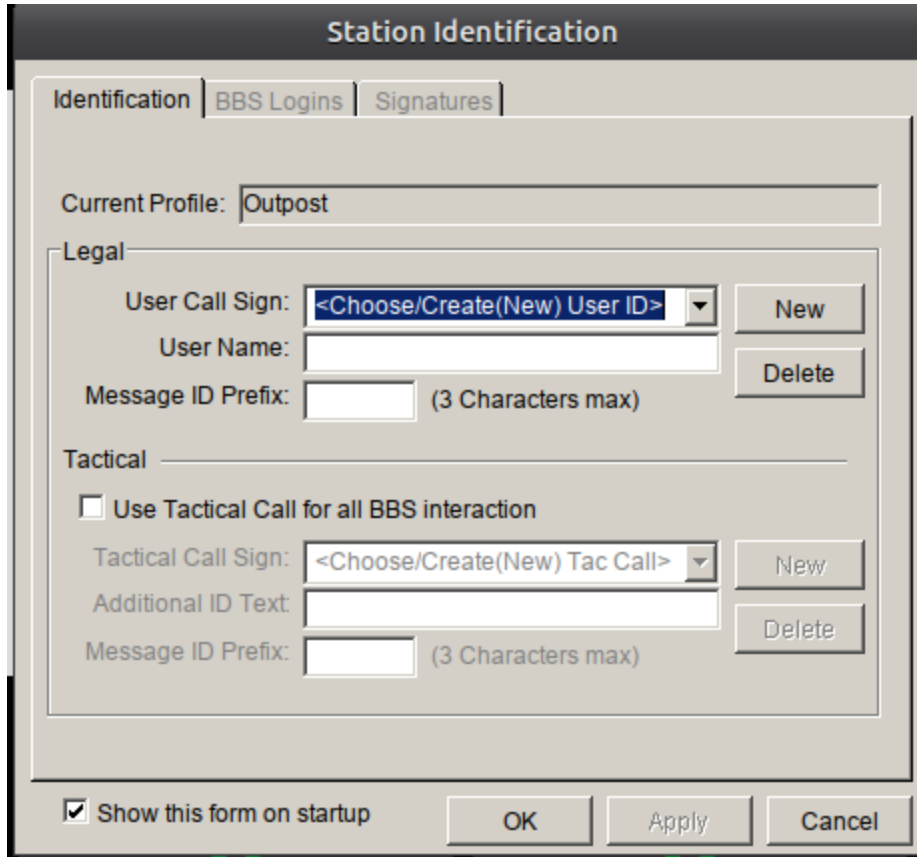 Station Identification
Identification BBS Logins Signatures
Current Profile: Outpost
Legal
User Call Sign: <Choose/Create(New) User ID> New
User Name:
Delete
Message ID Prefix: (3 Characters max)
Tactical
Use Tactical Call for all BBS interaction
Tactical Call Sign: <Choose/Create(New) Tac Call> New
Additional ID Text:
Delete
Message ID Prefix: (3 Characters max)
Show this form on startup OK Apply Cancel